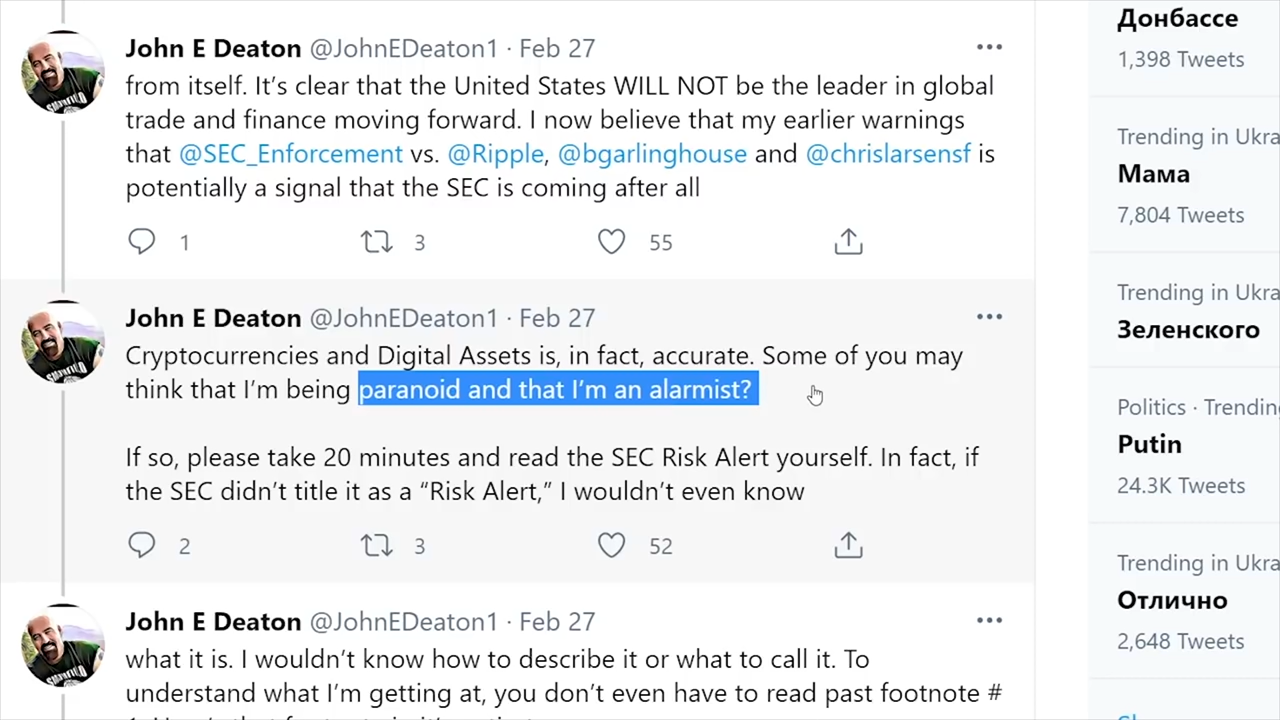 John E Deaton @JohnEDeaton1 · Feb 27
from itself. It’s clear that the United States WILL NOT be the leader in global
trade and finance moving forward. I now believe that my earlier warnings
that @SEC_Enforcement vs. @Ripple, @bgarlinghouse and @chrislarsensf is
potentially a signal that the SEC is coming after all
1 3 55
John E Deaton @JohnEDeaton1 · Feb 27
Cryptocurrencies and Digital Assets is, in fact, accurate. Some of you may
think that I’m being paranoid and that I’m an alarmist?
If so, please take 20 minutes and read the SEC Risk Alert yourself. In fact, if
the SEC didn’t title it as a “Risk Alert,” I wouldn’t even know
2 3 52
John E Deaton @JohnEDeaton1 · Feb 27
what it is. I wouldn’t know how to describe it or what to call it. To
understand what I’m getting at, you don’t even have to read past footnote #
Донбассе
1,398 Tweets
Trending in Ukra
Мама
7,804 Tweets
Trending in Ukra
Зеленского
Politics · Trending
Putin
24.3K Tweets
Trending in Ukra
Отлично
2,648 Tweets